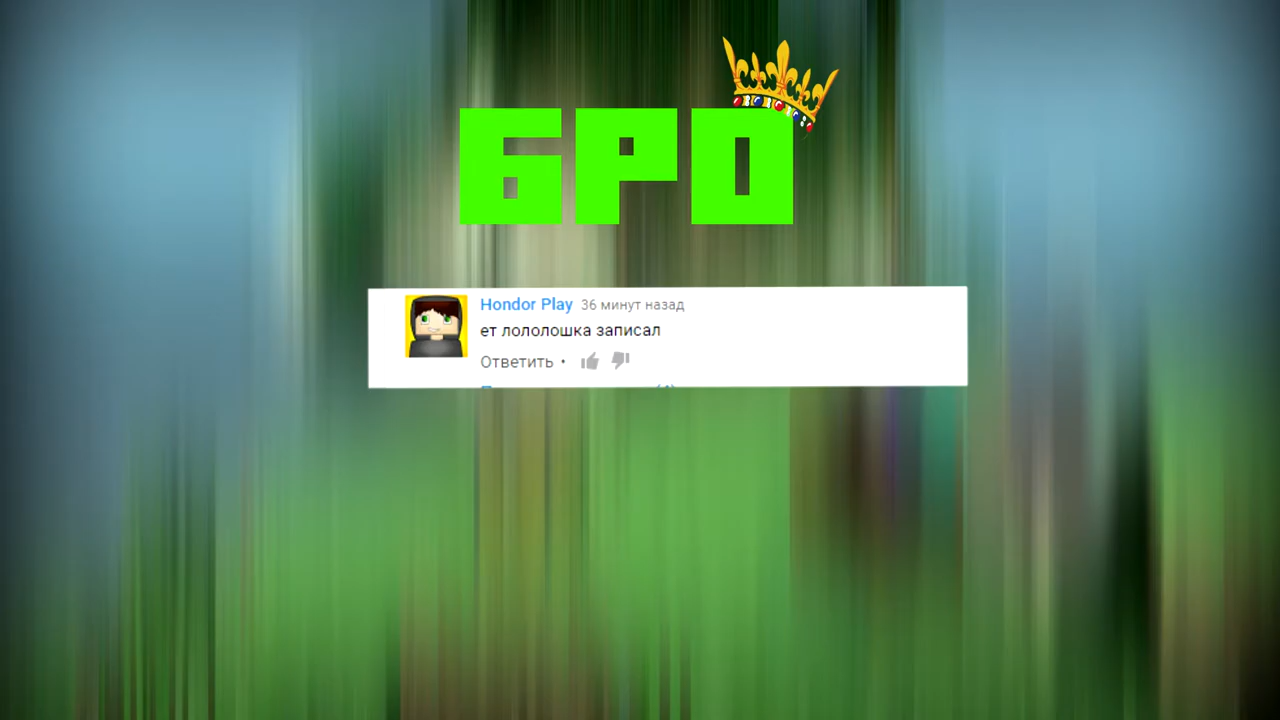 БРО
Hondor Play 36 минут назад
ет лололошка записал
Ответить •